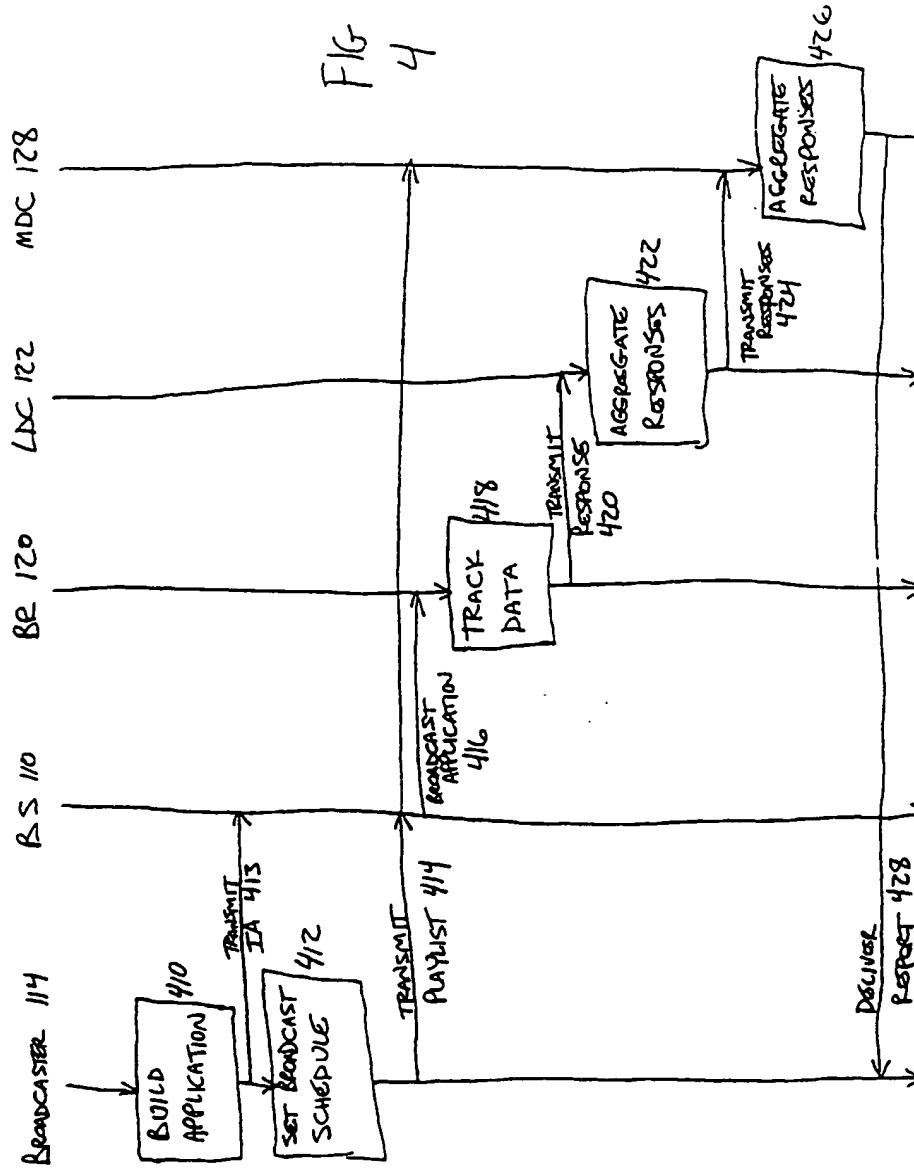 BROADCASTER 114
BS 110
BR 120
LDC 122
MDC 128
FIG
4
BUILD
APPLICATION
410
TRANSMIT
IA 413
SET BROADCAST
SCHEDULE
412
TRANSMIT
PLAYLIST 414
BROADCAST
APPLICATION
416
TRACK
DATA
418
TRANSMIT
RESPONSE
420
AGGREGATE
RESPONSES
422
TRANSMIT
RESPONSES
424
AGGREGATE
RESPONSES
426
DELIVER
REPORT 428